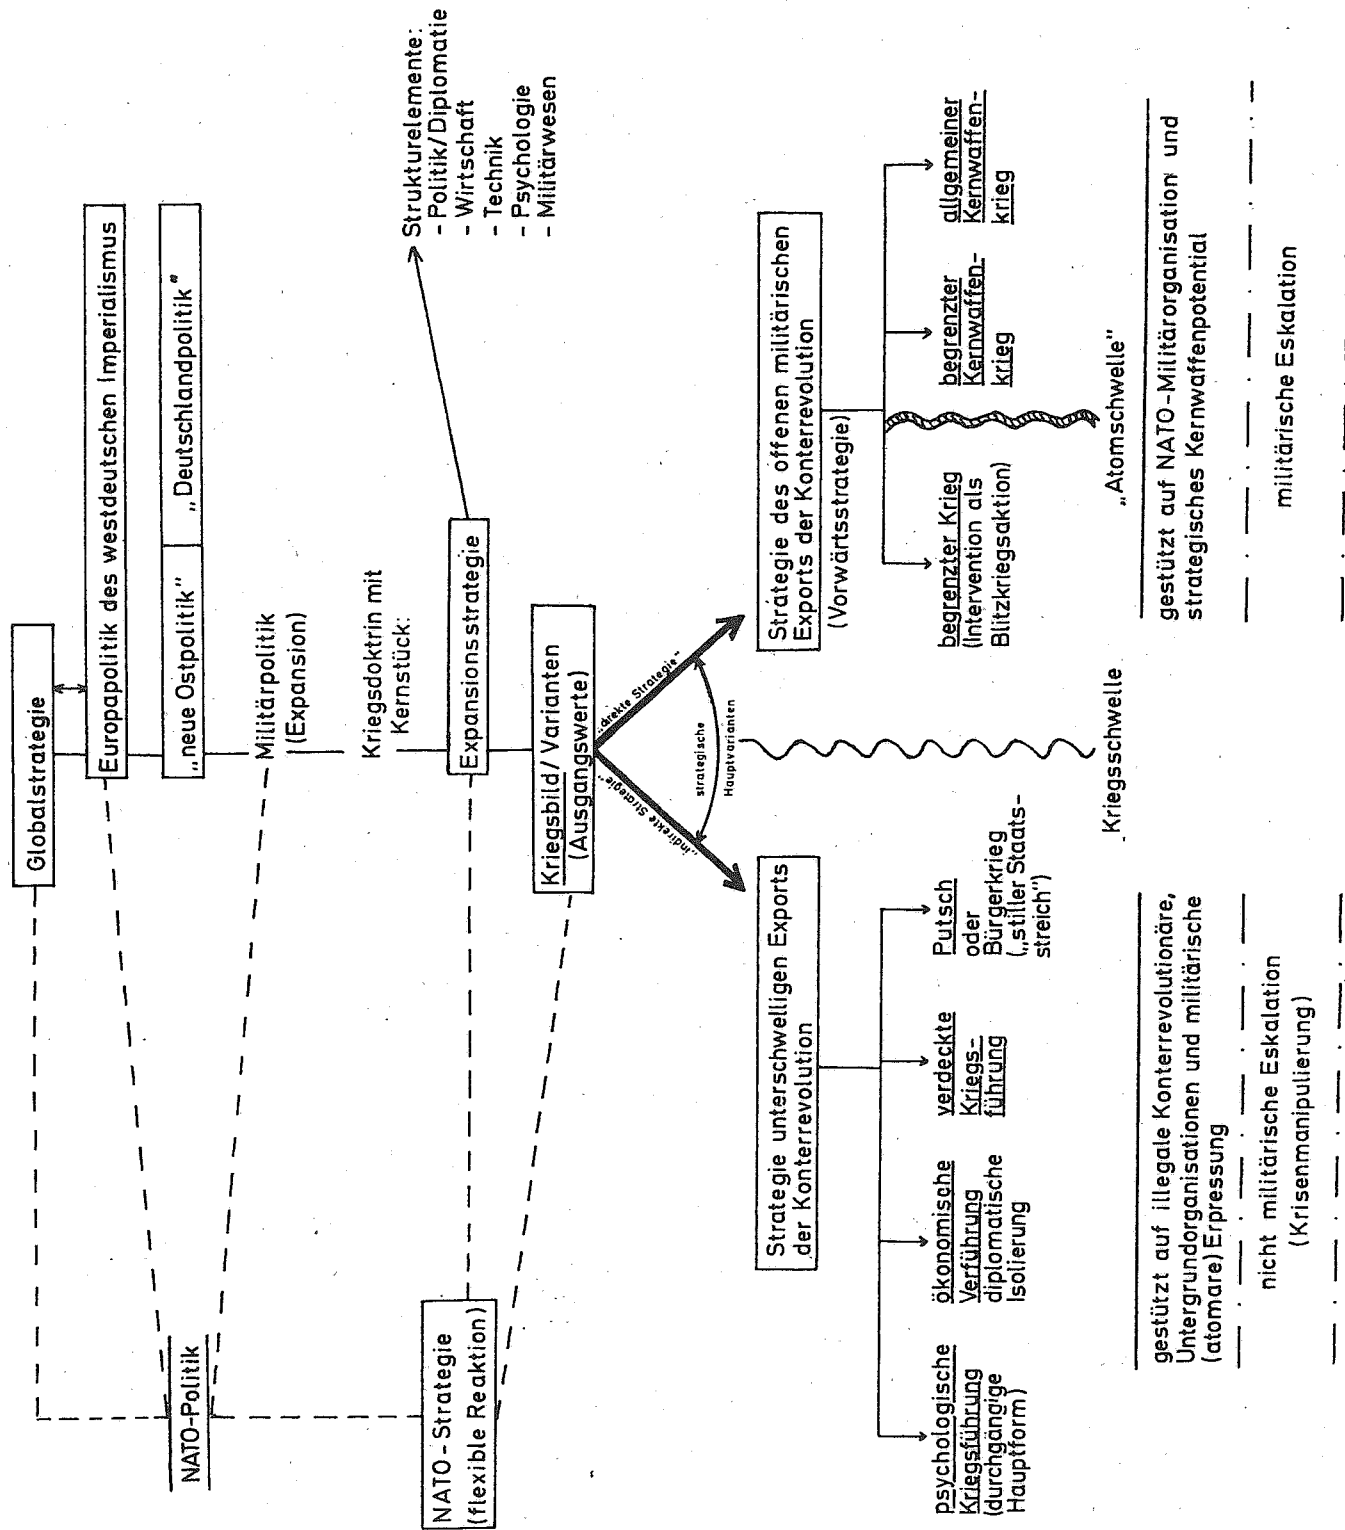 Globalstrategie
Europapolitik des westdeutschen Imperialismus
„neue Ostpolitik“
„Deutschlandpolitik“
NATO-Politik
Militärpolitik
(Expansion)
Kriegsdoktrin mit
Kernstück:
Strukturelemente:
- Politik/Diplomatie
- Wirtschaft
- Technik
- Psychologie
- Militärwesen
NATO-Strategie
(flexible Reaktion)
Expansionsstrategie
Kriegsbild/Varianten
(Ausgangswerte)
„indirekte Strategie“
„direkte Strategie“
strategische
Hauptvarianten
Strategie unterschwelligen Exports
der Konterrevolution
Strategie des offenen militärischen
Exports der Konterrevolution
(Vorwärtsstrategie)
psychologische
Kriegsführung
(durchgängige
Hauptform)
ökonomische
Verführung
diplomatische
Isolierung
verdeckte
Kriegs-
führung
Putsch
oder
Bürgerkrieg
(„stiller Staats-
streich“)
begrenzter Krieg
(Intervention als
Blitzkriegsaktion)
begrenzter
Kernwaffen-
krieg
allgemeiner
Kernwaffen-
krieg
Kriegsschwelle
„Atomschwelle“
gestützt auf illegale Konterrevolutionäre,
Untergrundorganisationen und militärische
(atomare) Erpressung
gestützt auf NATO-Militärorganisation und
strategisches Kernwaffenpotential
nicht militärische Eskalation
(Krisenmanipulierung)
militärische Eskalation